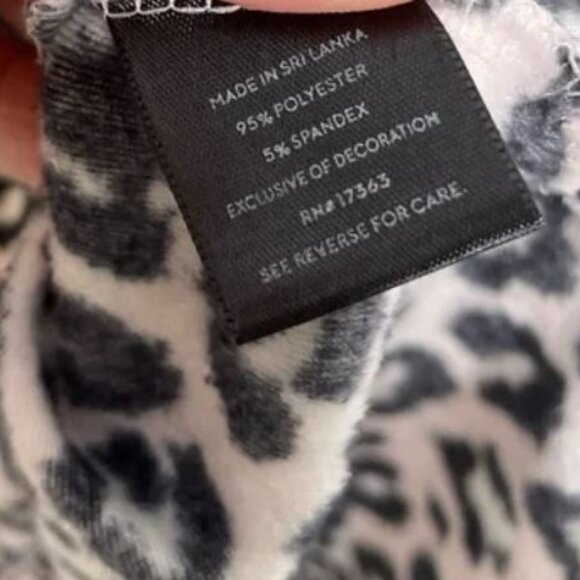 MADE IN SRI LANKA
95% POLYESTER
5% SPANDEX
EXCLUSIVE OF DECORATION
RN# 17363
SEE REVERSE FOR CARE.